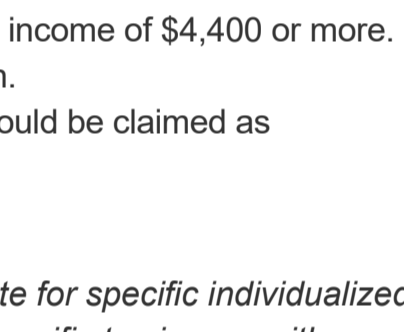 income of $4,400 or more.
ould be claimed as
te for specific individualized